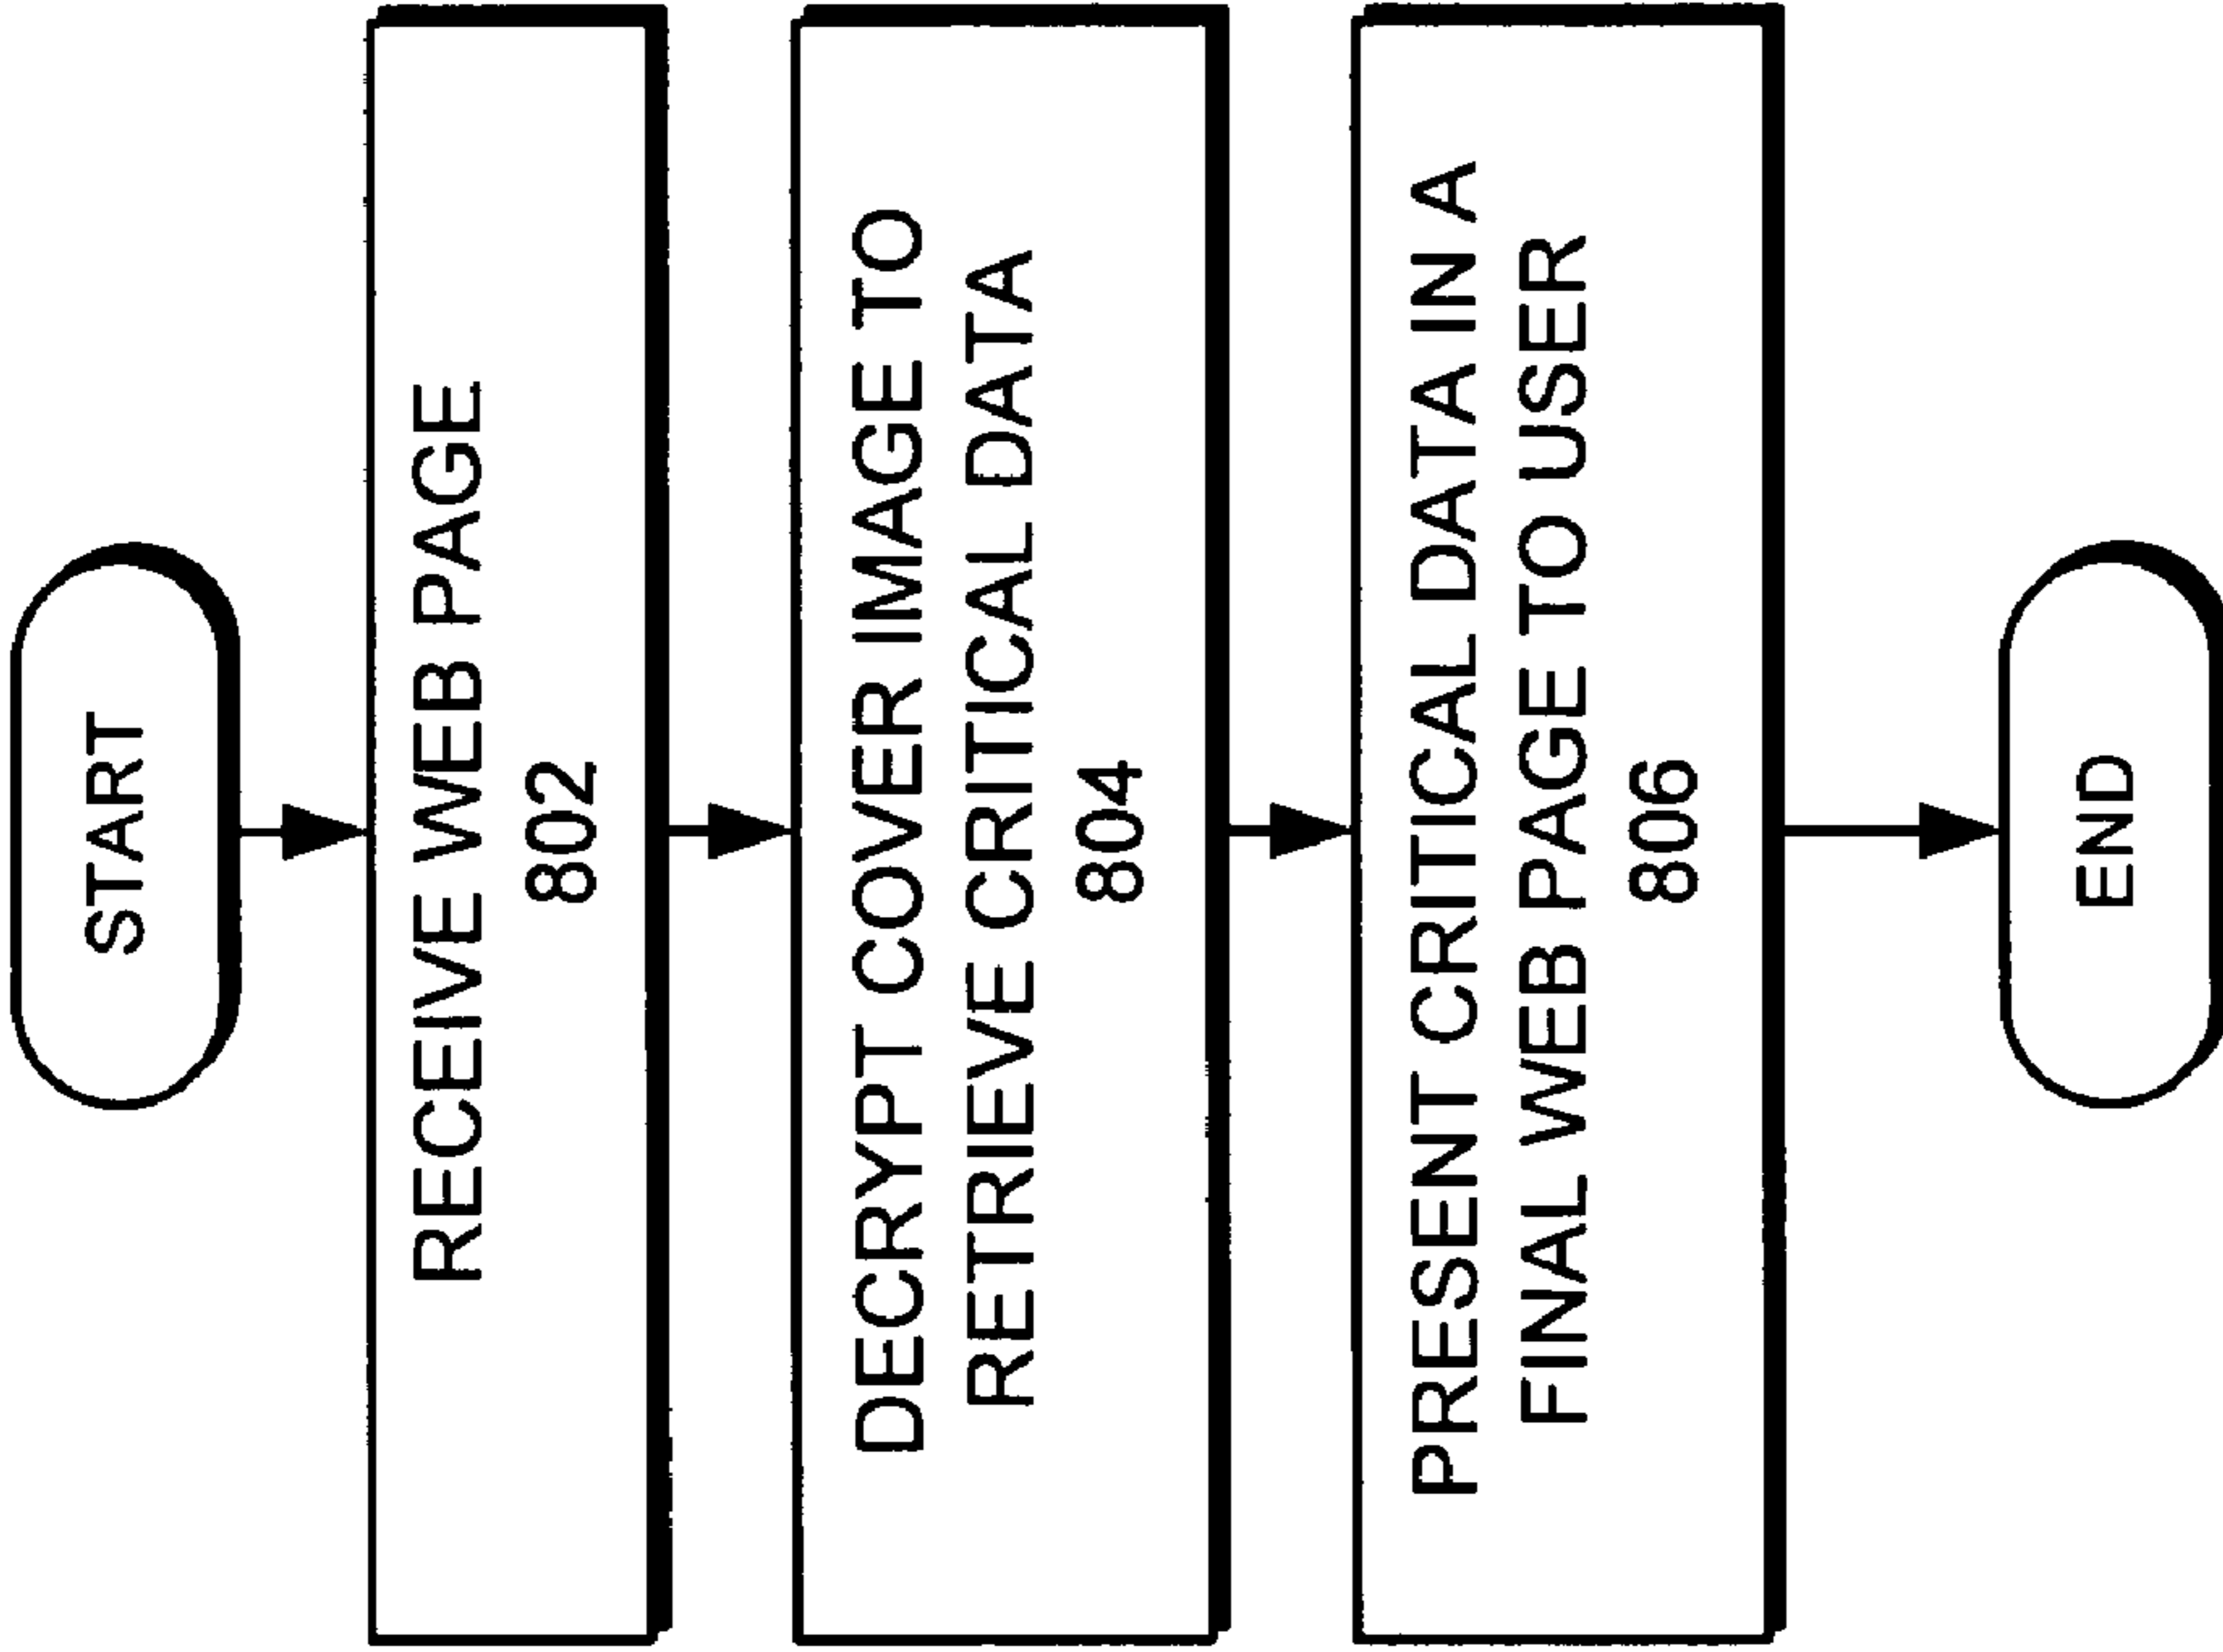 START
RECEIVE WEB PAGE
802
DECRYPT COVER IMAGE TO
RETRIEVE CRITICAL DATA
804
PRESENT CRITICAL DATA IN A
FINAL WEB PAGE TO USER
806
END